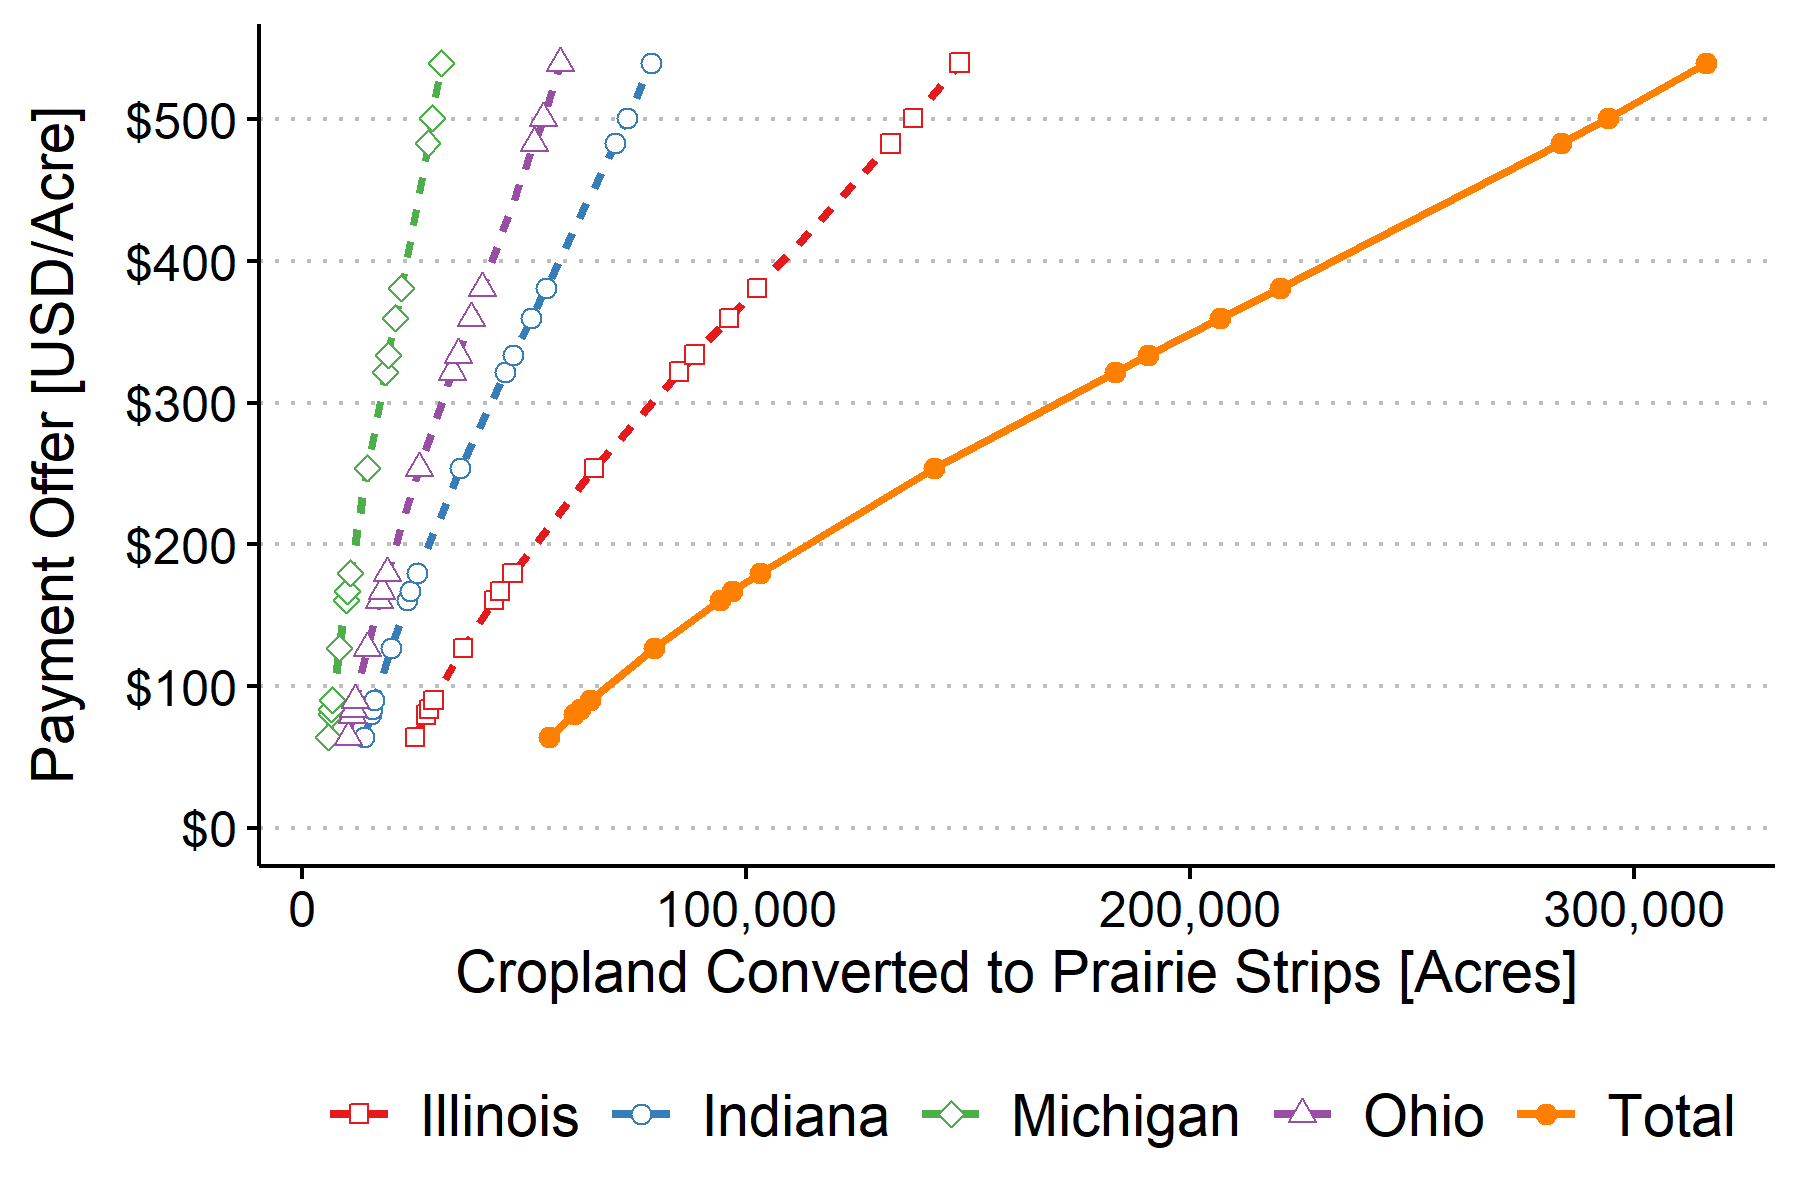 Payment Offer [USD/Acre]
$500
$400
$300
$200
$100
$0
0 100,000 200,000 300,000
Cropland Converted to Prairie Strips [Acres]
Illinois Indiana Michigan Ohio Total